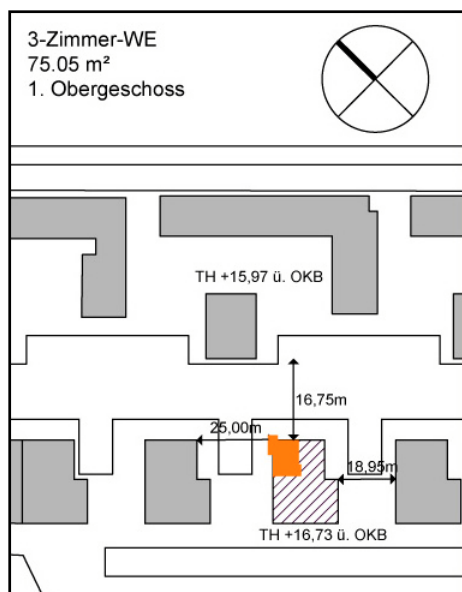 3-Zimmer-WE
75.05 m²
1. Obergeschoss
TH +15,97 ü. OKB
16,75m
25,00m
18,95m
TH +16,73 ü. OKB